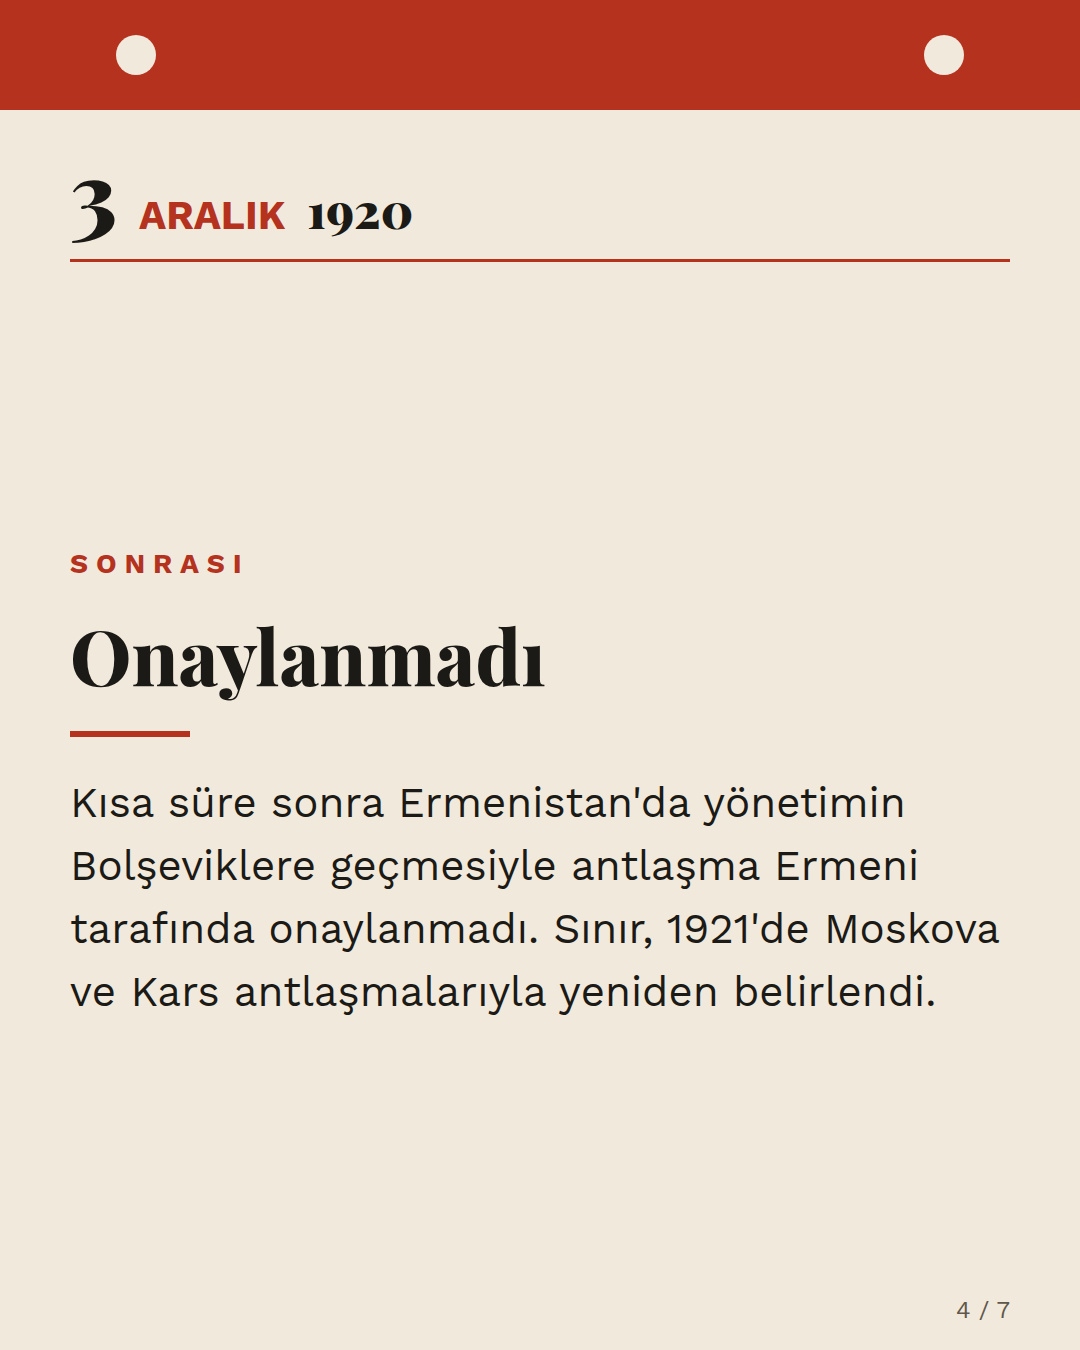 3 ARALIK 1920
SONRASI
Onaylanmadı
Kısa süre sonra Ermenistan'da yönetimin
Bolşeviklere geçmesiyle antlaşma Ermeni
tarafında onaylanmadı. Sınır, 1921'de Moskova
ve Kars antlaşmalarıyla yeniden belirlendi.
4 / 7